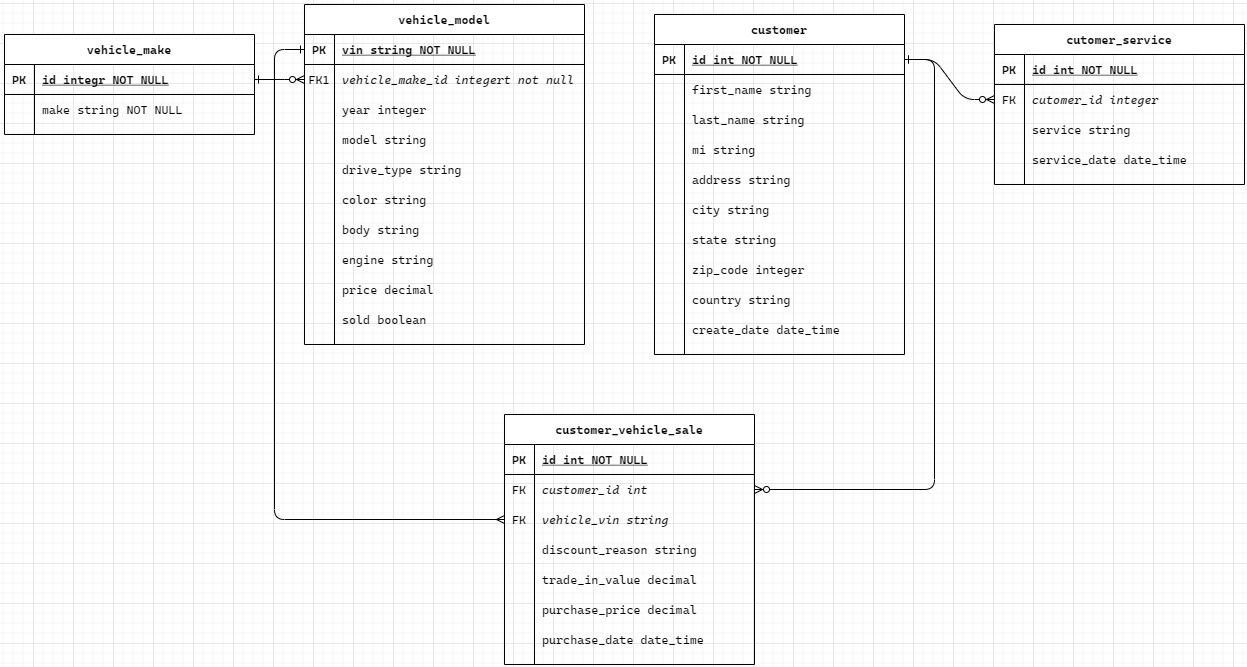 vehicle_make
PK id integr NOT NULL
make string NOT NULL
vehicle_model
PK vin string NOT NULL
FK1 vehicle_make_id integert not null
year integer
model string
drive_type string
color string
body string
engine string
price decimal
sold boolean
customer
PK id int NOT NULL
first_name string
last_name string
mi string
address string
city string
state string
zip_code integer
country string
create_date date_time
cutomer_service
PK id int NOT NULL
FK cutomer_id integer
service string
service_date date_time
customer_vehicle_sale
PK id int NOT NULL
FK customer_id int
FK vehicle_vin string
discount_reason string
trade_in_value decimal
purchase_price decimal
purchase_date date_time